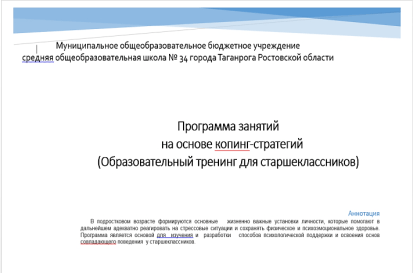 Муниципальное общеобразовательное бюджетное учреждение
средняя общеобразовательная школа № 34 города Таганрога Ростовской области
Программа занятий
на основе копинг-стратегий
(Образовательный тренинг для старшеклассников)
Аннотация
В подростковом возрасте формируются основные жизненно важные установки личности, которые помогают в
дальнейшем адекватно реагировать на стрессовые ситуации и сохранять физическое и психоэмоциональное здоровье.
Программа является основой для изучения и разработки способов психологической поддержки и освоения основ
совладающего поведения у старшеклассников.